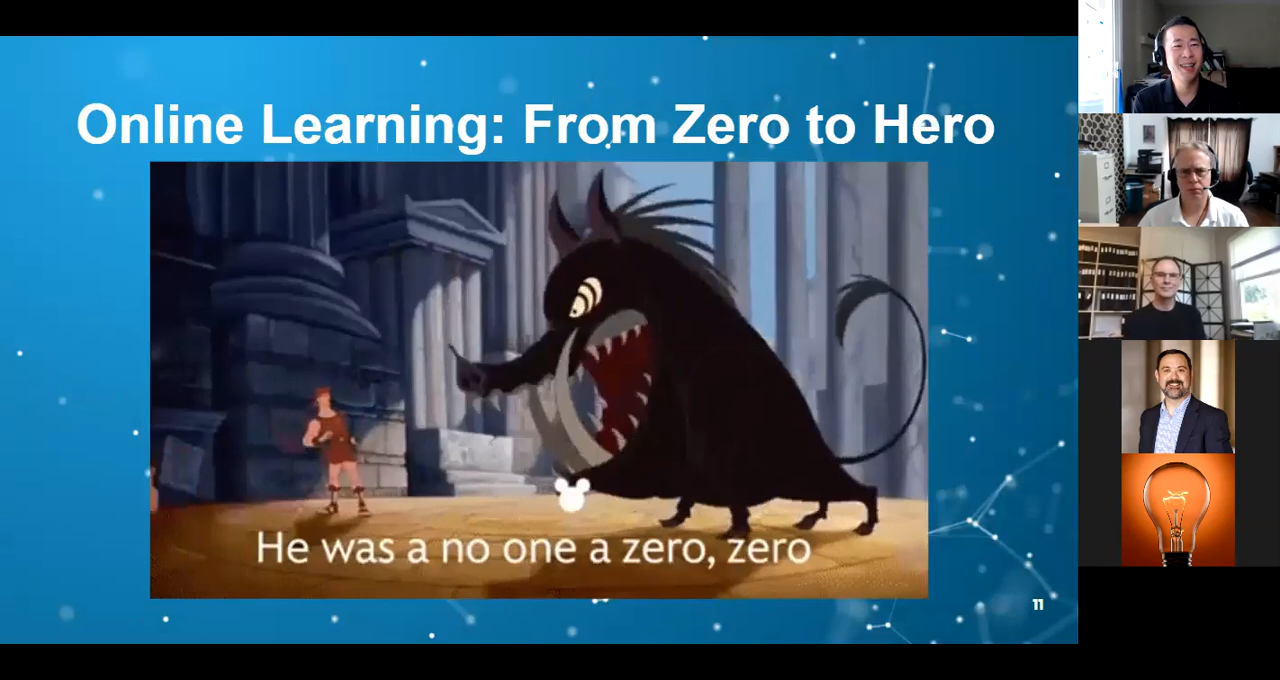 Online Learning: From Zero to Hero
He was a no one a zero, zero
11